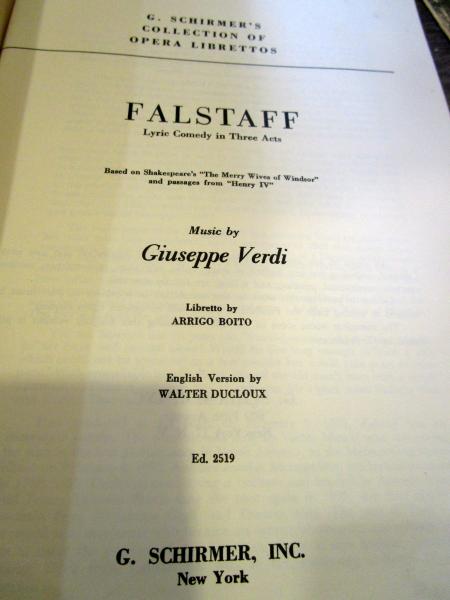 G. SCHIRMER'S
COLLECTION OF
OPERA LIBRETTOS
FALSTAFF
Lyric Comedy in Three Acts
Based on Shakespeare's "The Merry Wives of Windsor"
and passages from "Henry IV"
Music by
Giuseppe Verdi
Libretto by
ARRIGO BOITO
English Version by
WALTER DUCLOUX
Ed. 2519
G. SCHIRMER, INC.
New York